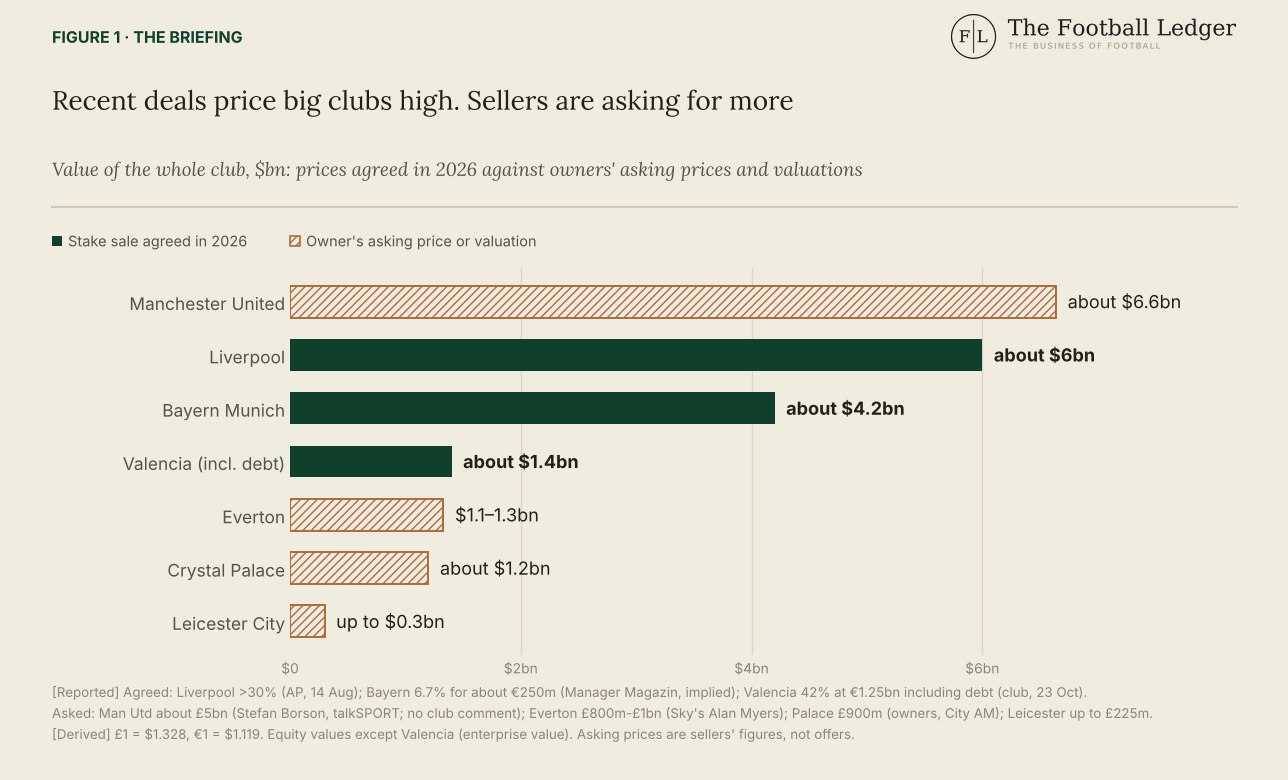 FIGURE 1 · THE BRIEFING
F L
The Football Ledger
THE BUSINESS OF FOOTBALL
Recent deals price big clubs high. Sellers are asking for more
Value of the whole club, $bn: prices agreed in 2026 against owners' asking prices and valuations
Stake sale agreed in 2026
Owner's asking price or valuation
Manchester United about $6.6bn
Liverpool about $6bn
Bayern Munich about $4.2bn
Valencia (incl. debt) about $1.4bn
Everton $1.1–1.3bn
Crystal Palace about $1.2bn
Leicester City up to $0.3bn
$0 $2bn $4bn $6bn
[Reported] Agreed: Liverpool >30% (AP, 14 Aug); Bayern 6.7% for about €250m (Manager Magazin, implied); Valencia 42% at €1.25bn including debt (club, 23 Oct).
Asked: Man Utd about £5bn (Stefan Borson, talkSPORT; no club comment); Everton £800m-£1bn (Sky's Alan Myers); Palace £900m (owners, City AM); Leicester up to £225m.
[Derived] £1 = $1.328, €1 = $1.119. Equity values except Valencia (enterprise value). Asking prices are sellers' figures, not offers.